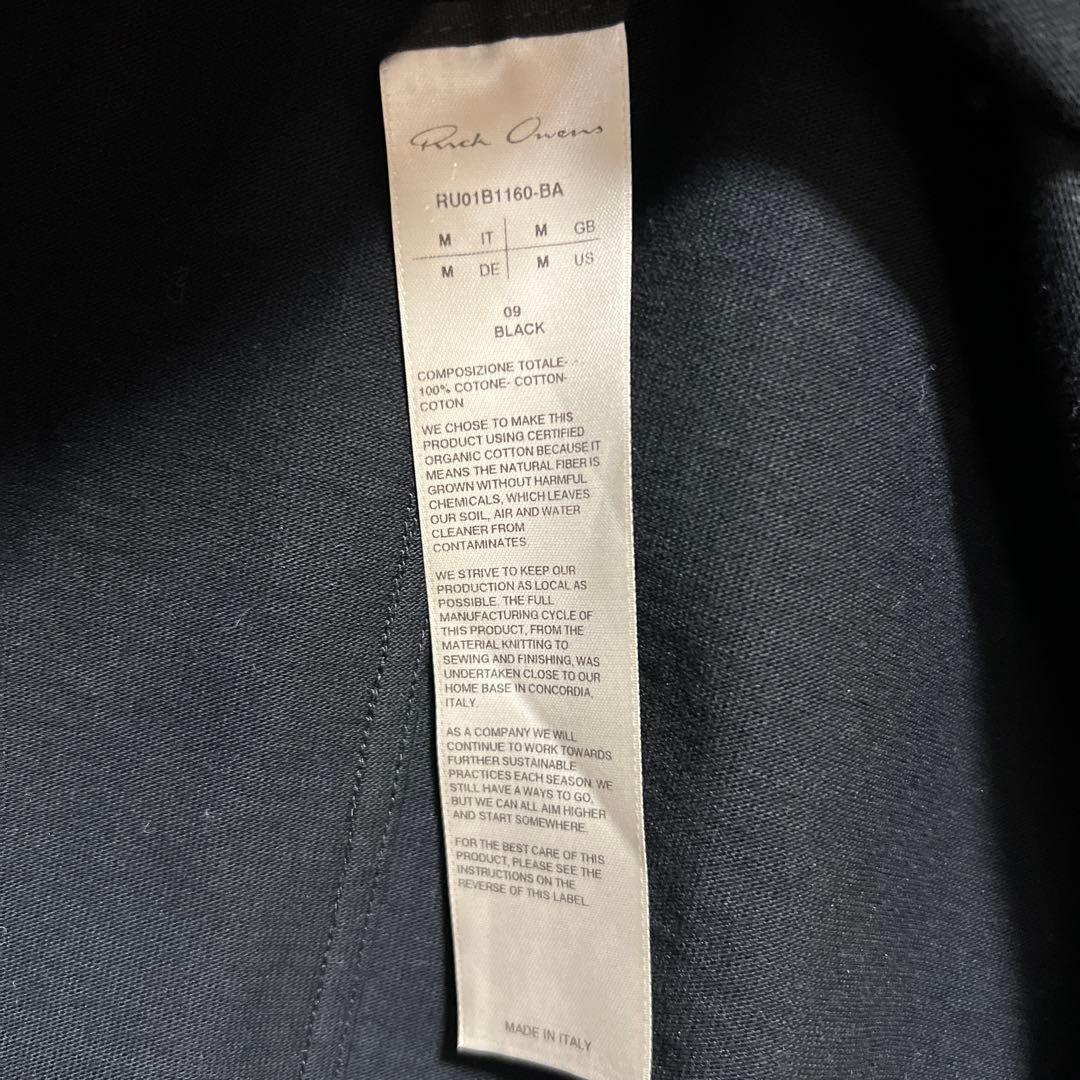 Rick Owens
RU01B1160-BA
M IT M GB
M DE M US
09
BLACK
COMPOSIZIONE TOTALE-
100% COTONE- COTTON-
COTON
WE CHOSE TO MAKE THIS
PRODUCT USING CERTIFIED
ORGANIC COTTON BECAUSE IT
MEANS THE NATURAL FIBER IS
GROWN WITHOUT HARMFUL
CHEMICALS, WHICH LEAVES
OUR SOIL, AIR AND WATER
CLEANER FROM
CONTAMINATES.
WE STRIVE TO KEEP OUR
PRODUCTION AS LOCAL AS
POSSIBLE. THE FULL
MANUFACTURING CYCLE OF
THIS PRODUCT, FROM THE
MATERIAL KNITTING TO
SEWING AND FINISHING, WAS
UNDERTAKEN CLOSE TO OUR
HOME BASE IN CONCORDIA,
ITALY.
AS A COMPANY WE WILL
CONTINUE TO WORK TOWARDS
FURTHER SUSTAINABLE
PRACTICES EACH SEASON. WE
STILL HAVE A WAYS TO GO,
BUT WE CAN ALL AIM HIGHER
AND START SOMEWHERE.
FOR THE BEST CARE OF THIS
PRODUCT, PLEASE SEE THE
INSTRUCTIONS ON THE
REVERSE OF THIS LABEL.
MADE IN ITALY